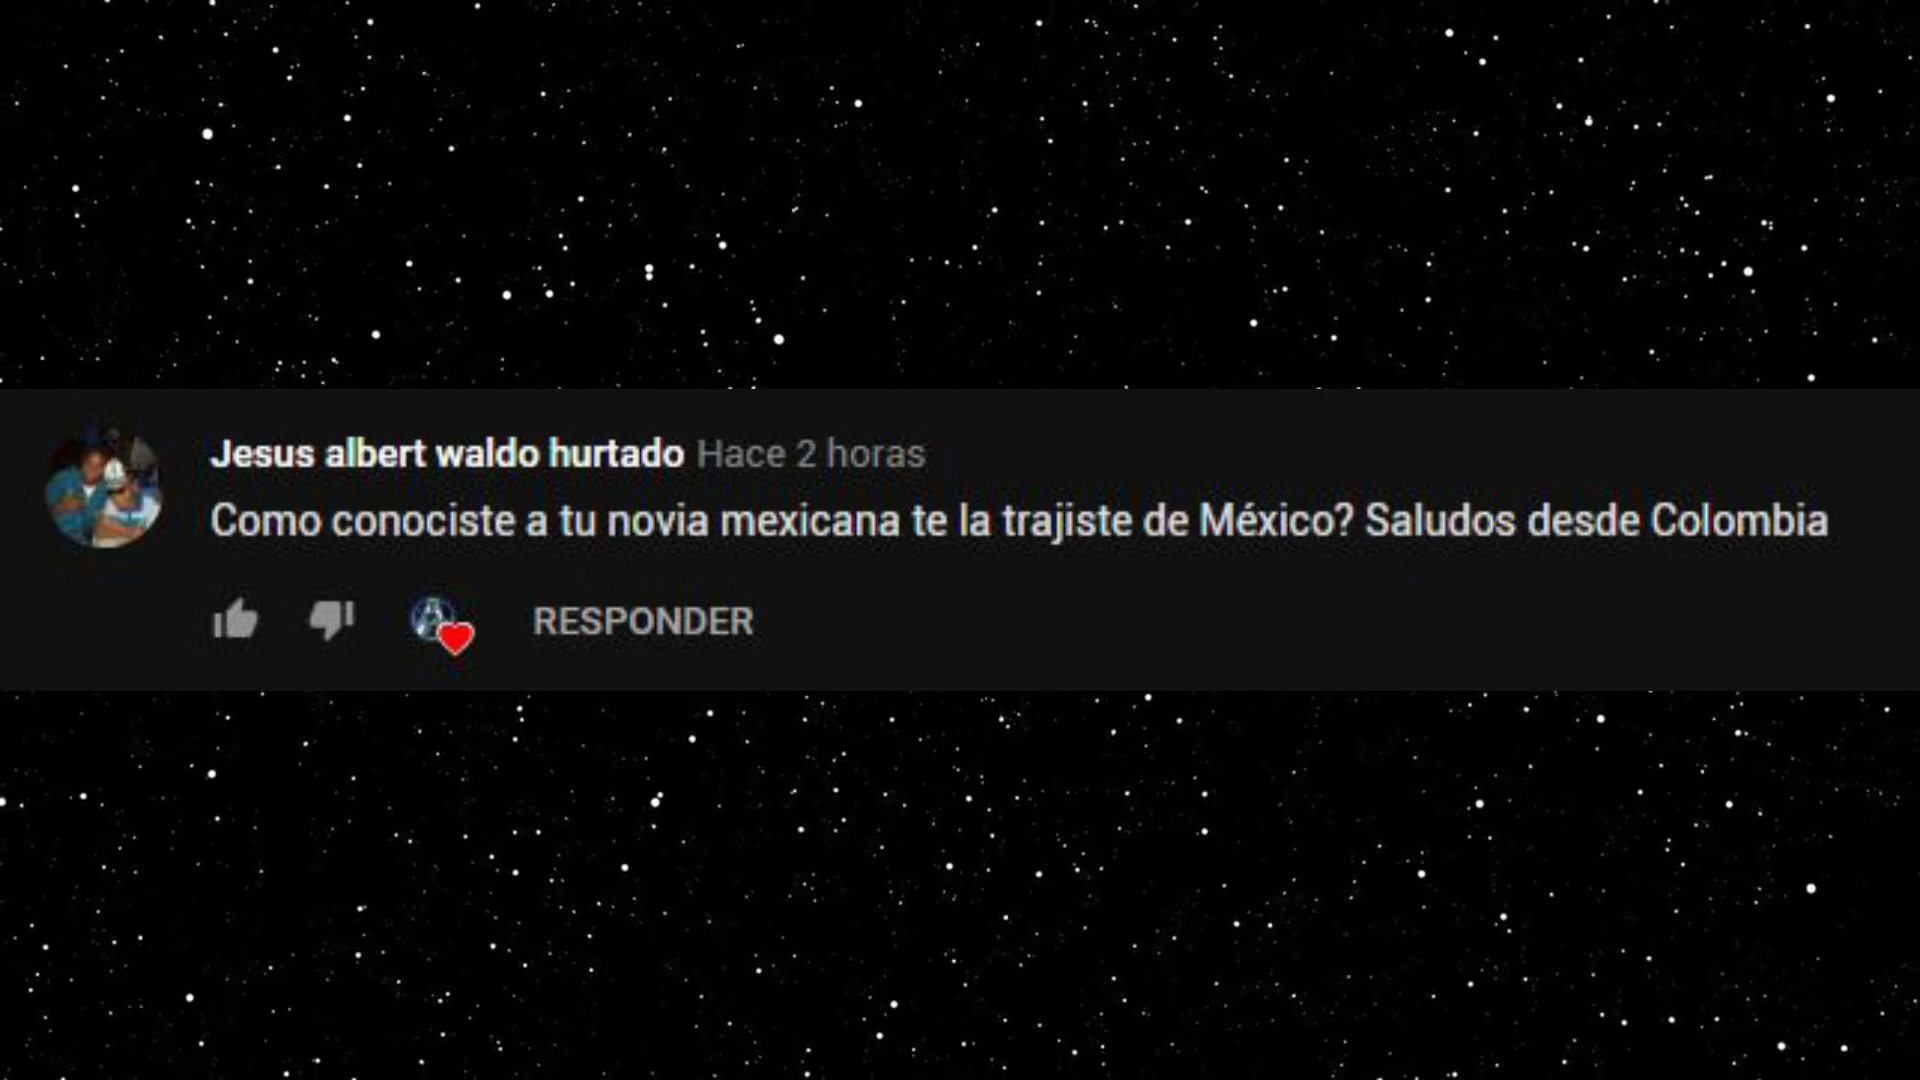 Jesus albert waldo hurtado Hace 2 horas
Como conociste a tu novia mexicana te la trajiste de México? Saludos desde Colombia
RESPONDER